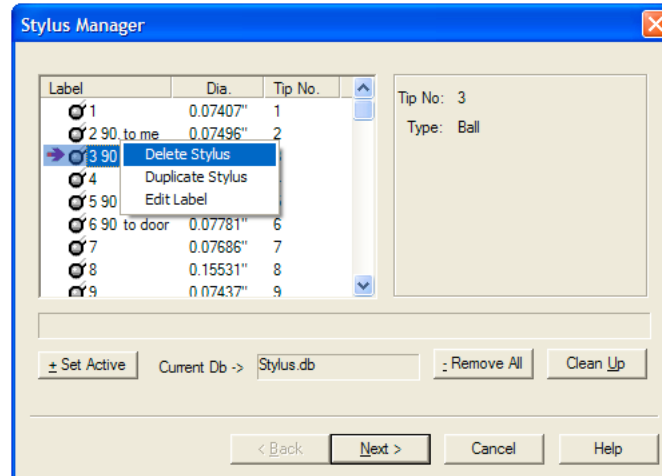 Stylus Manager
Label Dia. Tip No.
1 0.07407" 1
2 90, to me 0.07496" 2
3 90
Delete Stylus
4
Duplicate Stylus
5 90
Edit Label
6 90 to door 0.07781" 6
7 0.07686" 7
8 0.15531" 8
9 0.07437" 9
Tip No: 3
Type: Ball
+ Set Active Current Db -> Stylus.db - Remove All Clean Up
< Back Next > Cancel Help